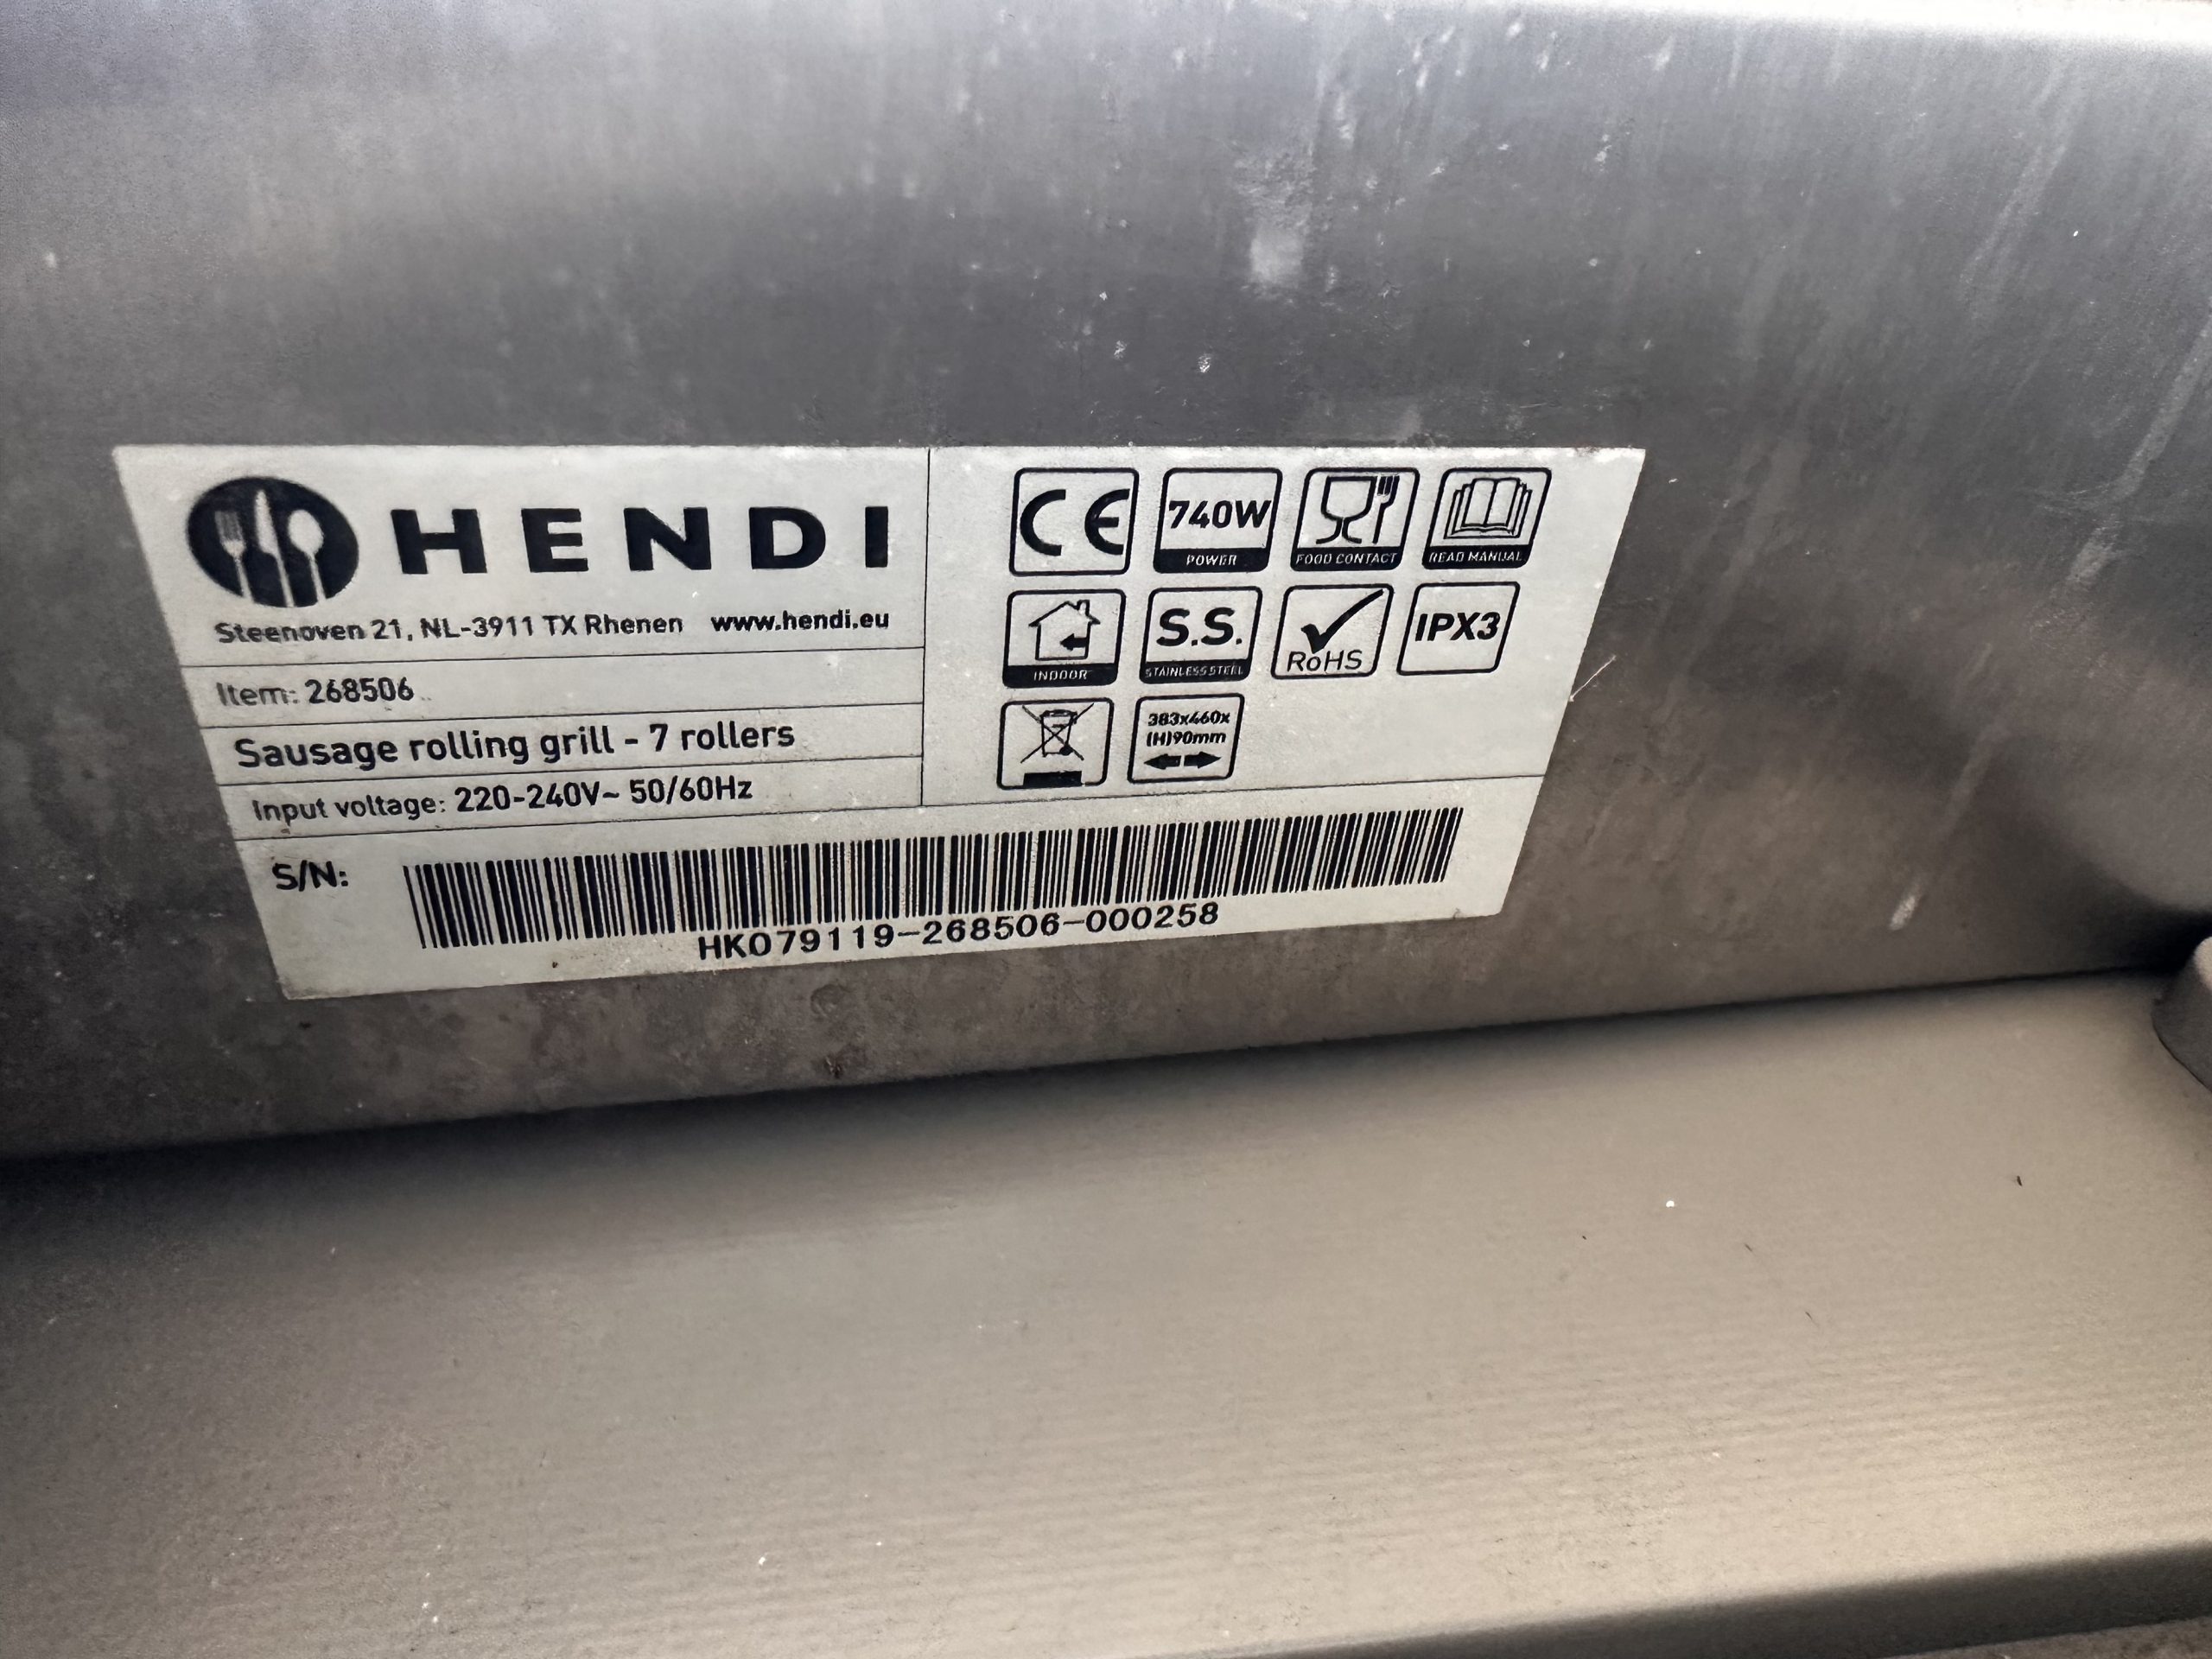 HENDI
Steenoven 21, NL-3911 TX Rhenen www.hendi.eu
Item: 268506
Sausage rolling grill - 7 rollers
Input voltage: 220-240V~ 50/60Hz
CE
740W
POWER
FOOD CONTACT
READ MANUAL
INDOOR
S.S.
STAINLESS STEEL
RoHS
IPX3
383x460x
(H)90mm
S/N:
HK079119-268506-000258